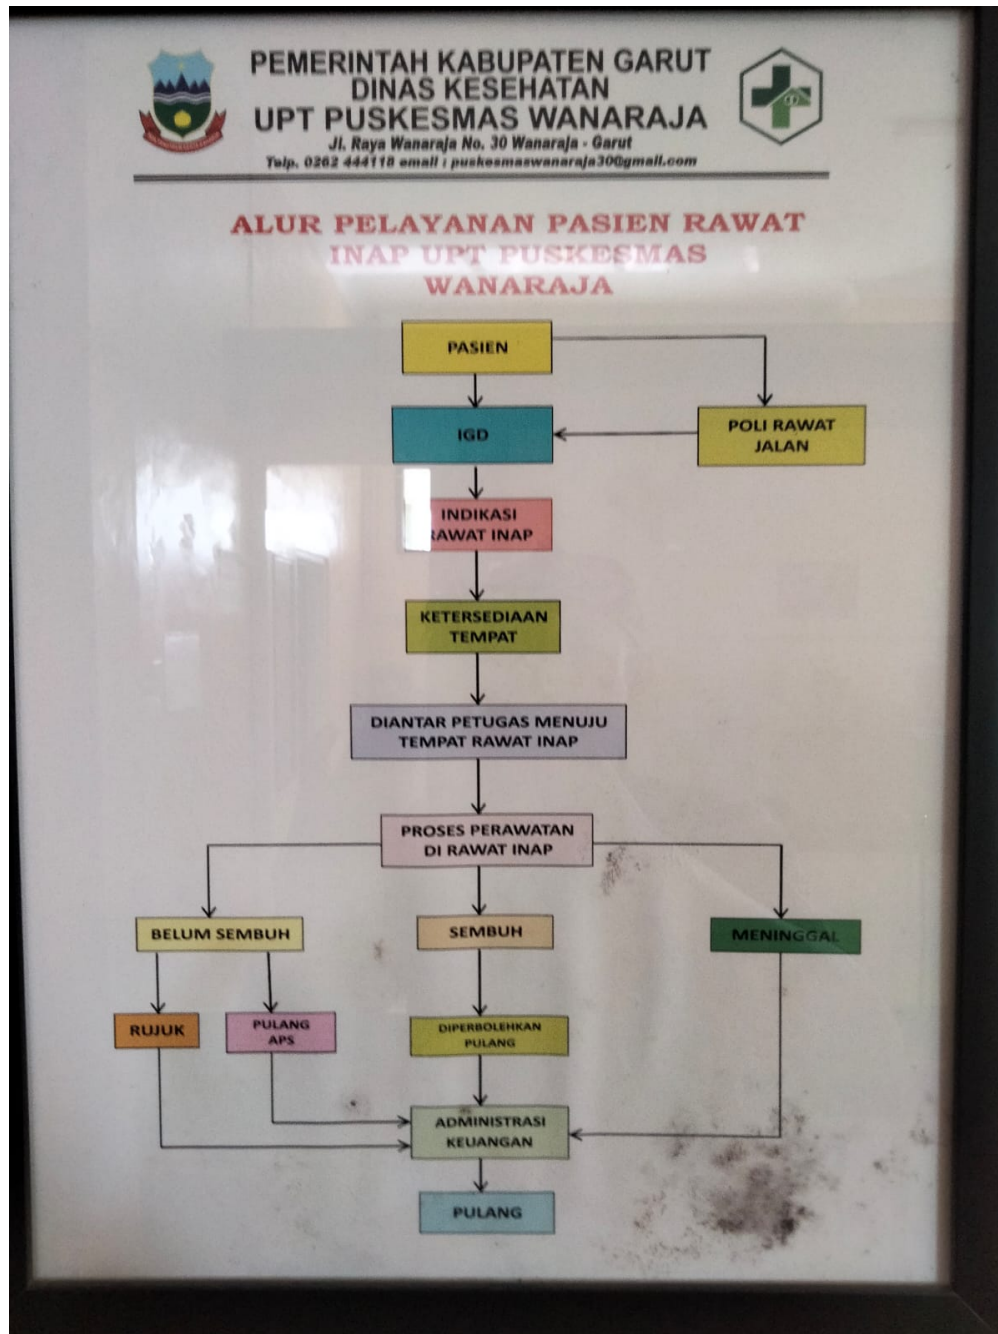 PEMERINTAH KABUPATEN GARUT
DINAS KESEHATAN
UPT PUSKESMAS WANARAJA
Jl. Raya Wanaraja No. 30 Wanaraja - Garut
Telp. 0262 444118 email : puskesmaswanaraja30@gmail.com
ALUR PELAYANAN PASIEN RAWAT
INAP UPT PUSKESMAS
WANARAJA
PASIEN
IGD
POLI RAWAT
JALAN
INDIKASI
RAWAT INAP
KETERSEDIAAN
TEMPAT
DIANTAR PETUGAS MENUJU
TEMPAT RAWAT INAP
PROSES PERAWATAN
DI RAWAT INAP
BELUM SEMBUH
SEMBUH
MENINGGAL
RUJUK
PULANG
APS
DIPERBOLEHKAN
PULANG
ADMINISTRASI
KEUANGAN
PULANG